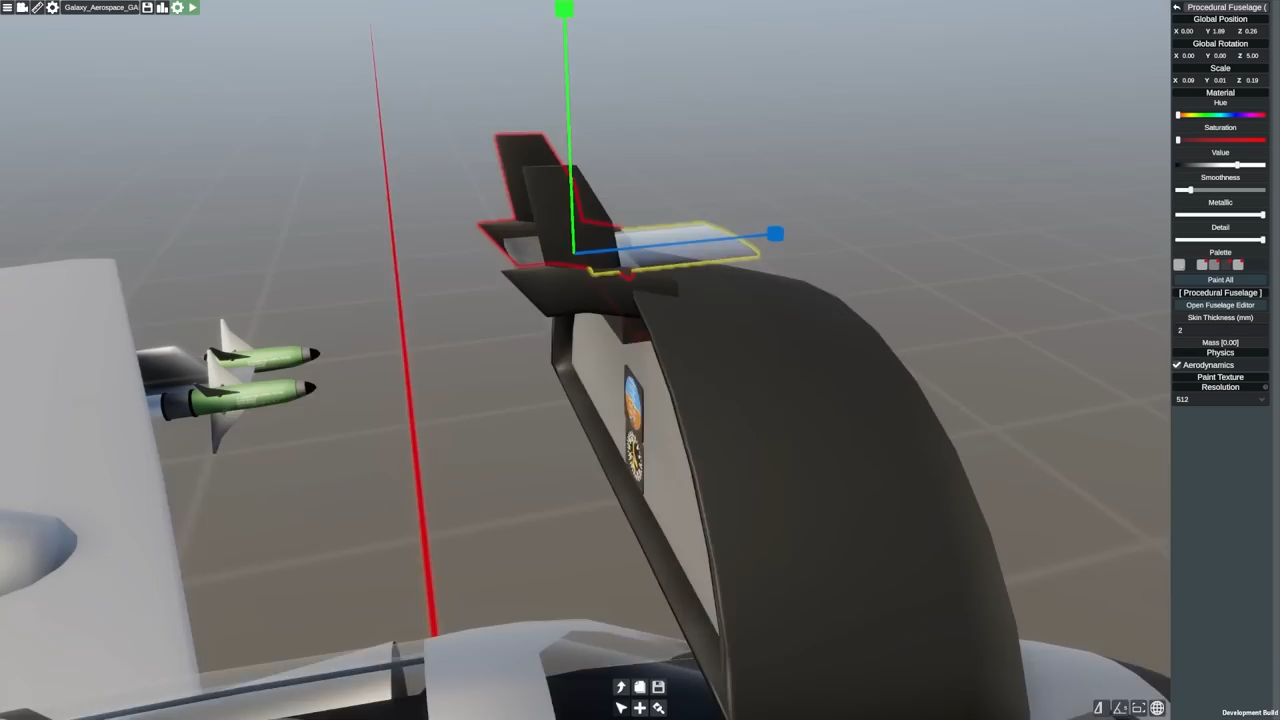 Galaxy_Aerospace_GA
Procedural Fuselage (
Global Position
X 0.00 Y 1.89 Z 0.26
Global Rotation
X 0.00 Y 0.00 Z 5.00
Scale
X 0.09 Y 0.01 Z 0.19
Material
Hue
Saturation
Value
Smoothness
Metallic
Detail
Palette
Paint All
[ Procedural Fuselage ]
Open Fuselage Editor
Skin Thickness (mm)
2
Mass [0.00]
Physics
Aerodynamics
Paint Texture
Resolution
512
Development Build